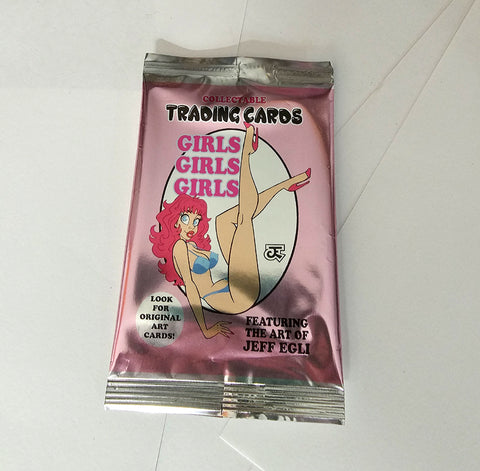 COLLECTABLE
TRADING CARDS
GIRLS
GIRLS
GIRLS
LOOK
FOR
ORIGINAL
ART
CARDS!
FEATURING
THE ART OF
JEFF EGLI